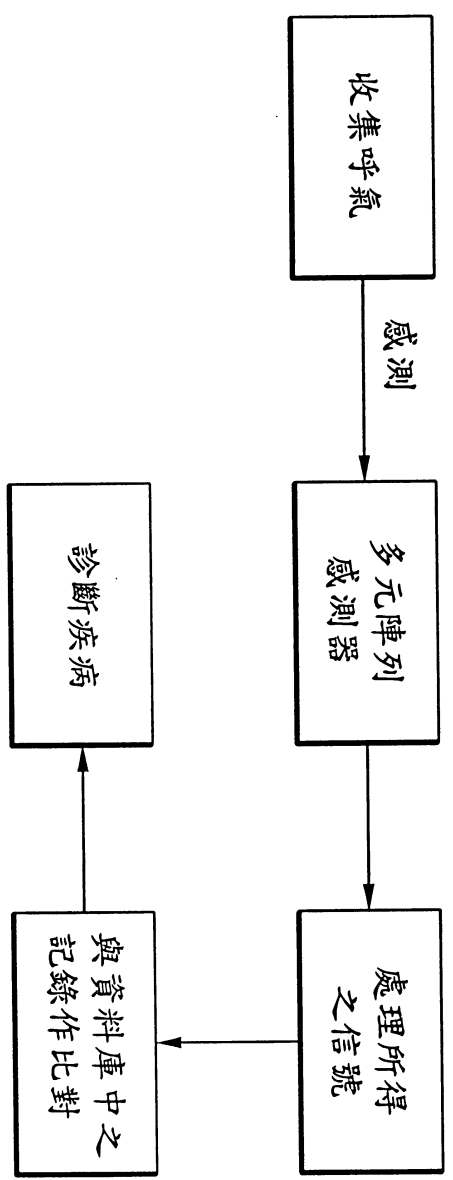 收集呼氣
感測
多元陣列
感測器
處理所得
之信號
與資料庫中之
記錄作比對
診斷疾病